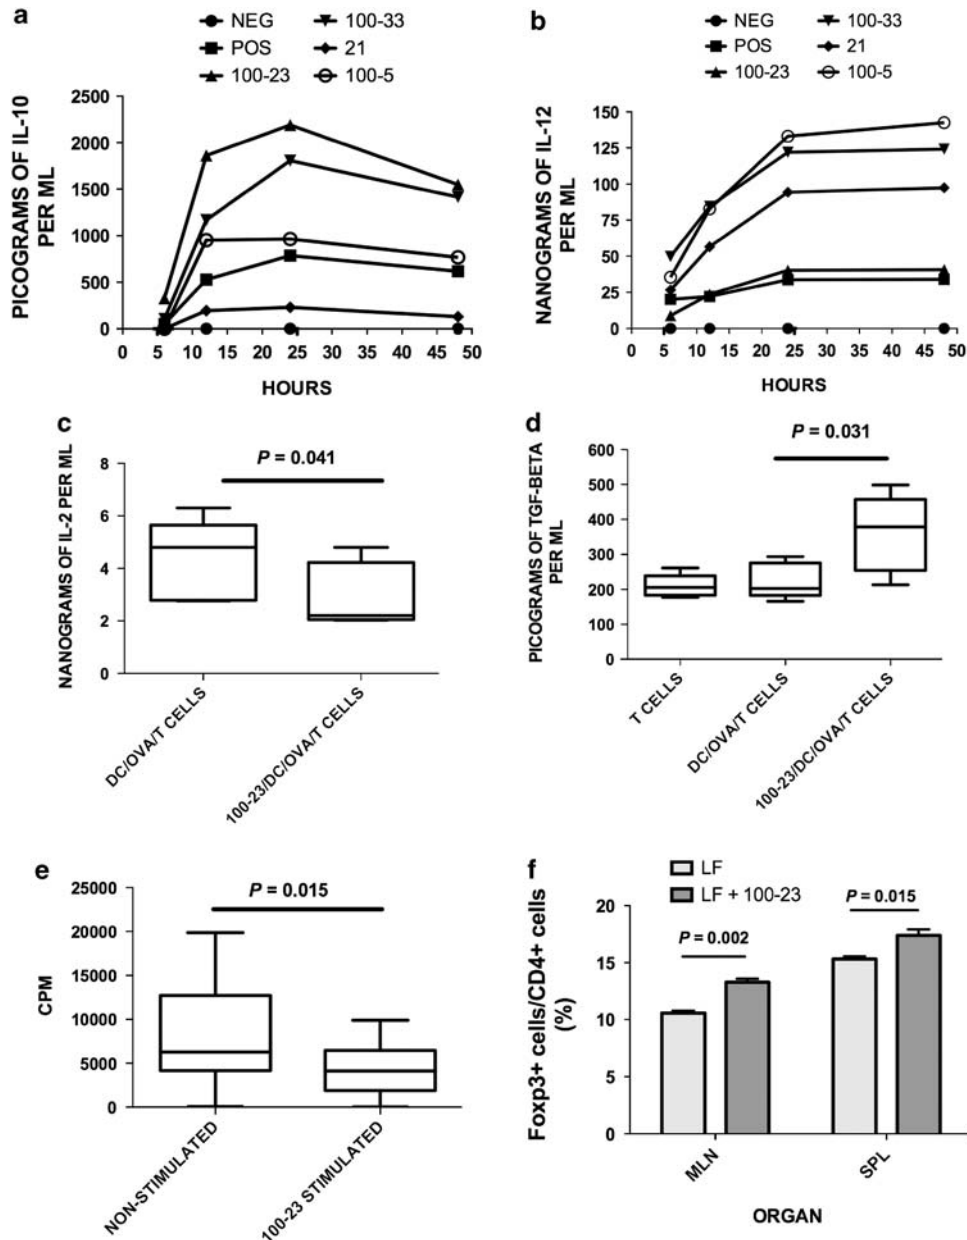 a
NEG
POS
100-23
100-33
21
100-5
PICOGRAMS OF IL-10
PER ML
2500
2000
1500
1000
500
0
0 5 10 15 20 25 30 35 40 45 50
HOURS
b
NEG
POS
100-23
100-33
21
100-5
NANOGRAMS OF IL-12
PER ML
150
125
100
75
50
25
0
0 5 10 15 20 25 30 35 40 45 50
HOURS
c
P = 0.041
NANOGRAMS OF IL-2 PER ML
8
6
4
2
0
DC/OVA/T CELLS
100-23/DC/OVA/T CELLS
d
P = 0.031
PICOGRAMS OF TGF-BETA
PER ML
600
500
400
300
200
100
0
T CELLS
DC/OVA/T CELLS
100-23/DC/OVA/T CELLS
e
P = 0.015
CPM
25000
20000
15000
10000
5000
0
NON-STIMULATED
100-23 STIMULATED
f
LF
LF + 100-23
P = 0.002
P = 0.015
Foxp3+ cells/CD4+ cells
(%)
20
15
10
5
0
MLN
SPL
ORGAN